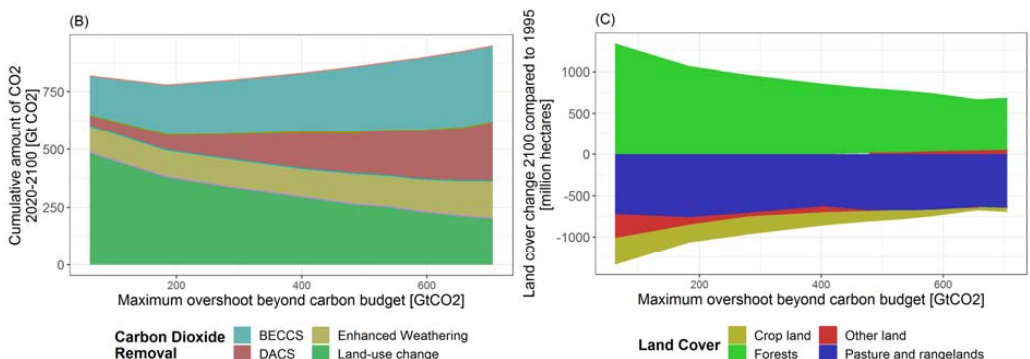 (B)
Cumulative amount of CO2
2020-2100 [Gt CO2]
750
500
250
0
200
400
600
Maximum overshoot beyond carbon budget [GtCO2]
Carbon Dioxide
Removal
BECCS
Enhanced Weathering
DACS
Land-use change
(C)
Land cover change 2100 compared to 1995
[million hectares]
1000
500
0
-500
-1000
200
400
600
Maximum overshoot beyond carbon budget [GtCO2]
Land Cover
Crop land
Other land
Forests
Pasture and rangelands